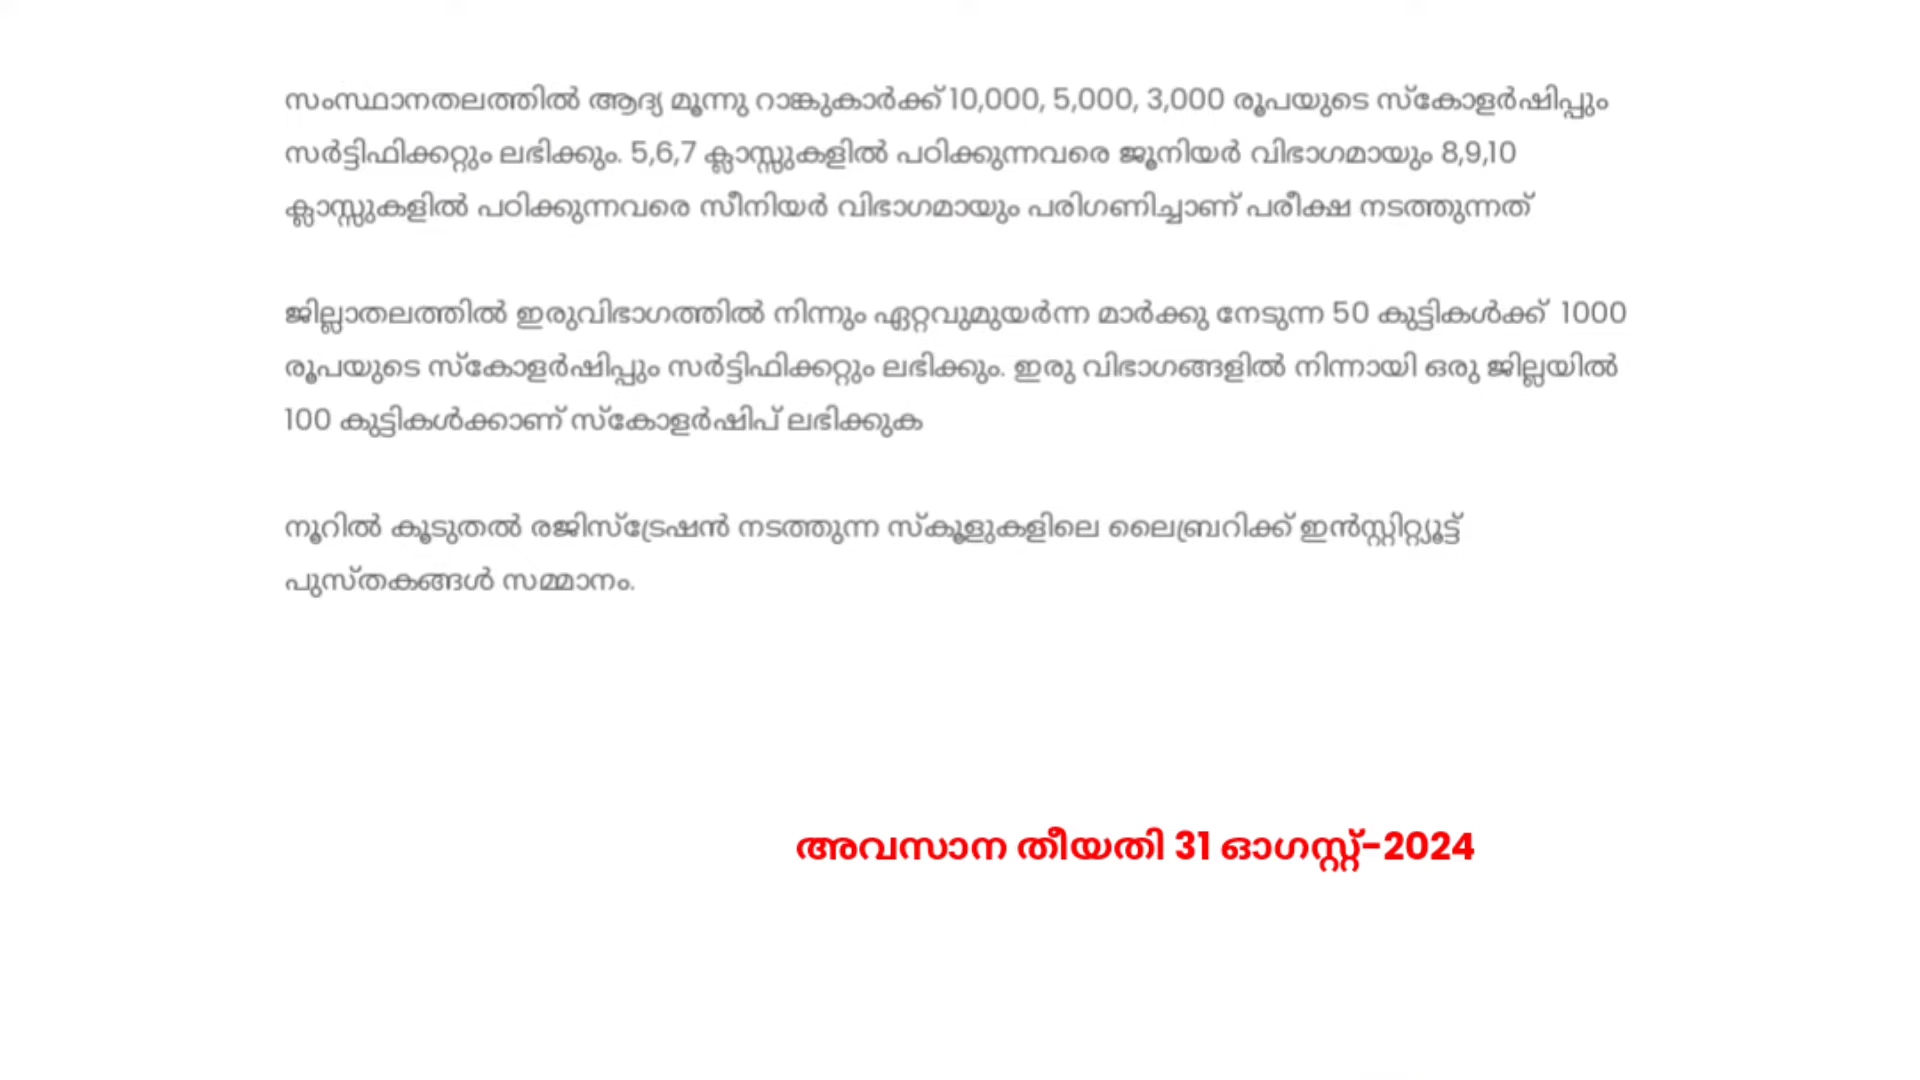 സംസ്ഥാനതലത്തിൽ ആദ്യ മൂന്നു റാങ്കുകാർക്ക് 10,000, 5,000, 3,000 രൂപയുടെ സ്കോളർഷിപ്പും
സർട്ടിഫിക്കറ്റും ലഭിക്കും. 5,6,7 ക്ലാസ്സുകളിൽ പഠിക്കുന്നവരെ ജൂനിയർ വിഭാഗമായും 8,9,10
ക്ലാസ്സുകളിൽ പഠിക്കുന്നവരെ സീനിയർ വിഭാഗമായും പരിഗണിച്ചാണ് പരീക്ഷ നടത്തുന്നത്
ജില്ലാതലത്തിൽ ഇരുവിഭാഗത്തിൽ നിന്നും ഏറ്റവുമുയർന്ന മാർക്കു നേടുന്ന 50 കുട്ടികൾക്ക് 1000
രൂപയുടെ സ്കോളർഷിപ്പും സർട്ടിഫിക്കറ്റും ലഭിക്കും. ഇരു വിഭാഗങ്ങളിൽ നിന്നായി ഒരു ജില്ലയിൽ
100 കുട്ടികൾക്കാണ് സ്കോളർഷിപ് ലഭിക്കുക
നൂറിൽ കൂടുതൽ രജിസ്ട്രേഷൻ നടത്തുന്ന സ്കൂളുകളിലെ ലൈബ്രറിക്ക് ഇൻസ്റ്റിറ്റ്യൂട്ട്
പുസ്തകങ്ങൾ സമ്മാനം.
അവസാന തീയതി 31 ഓഗസ്റ്റ്-2024